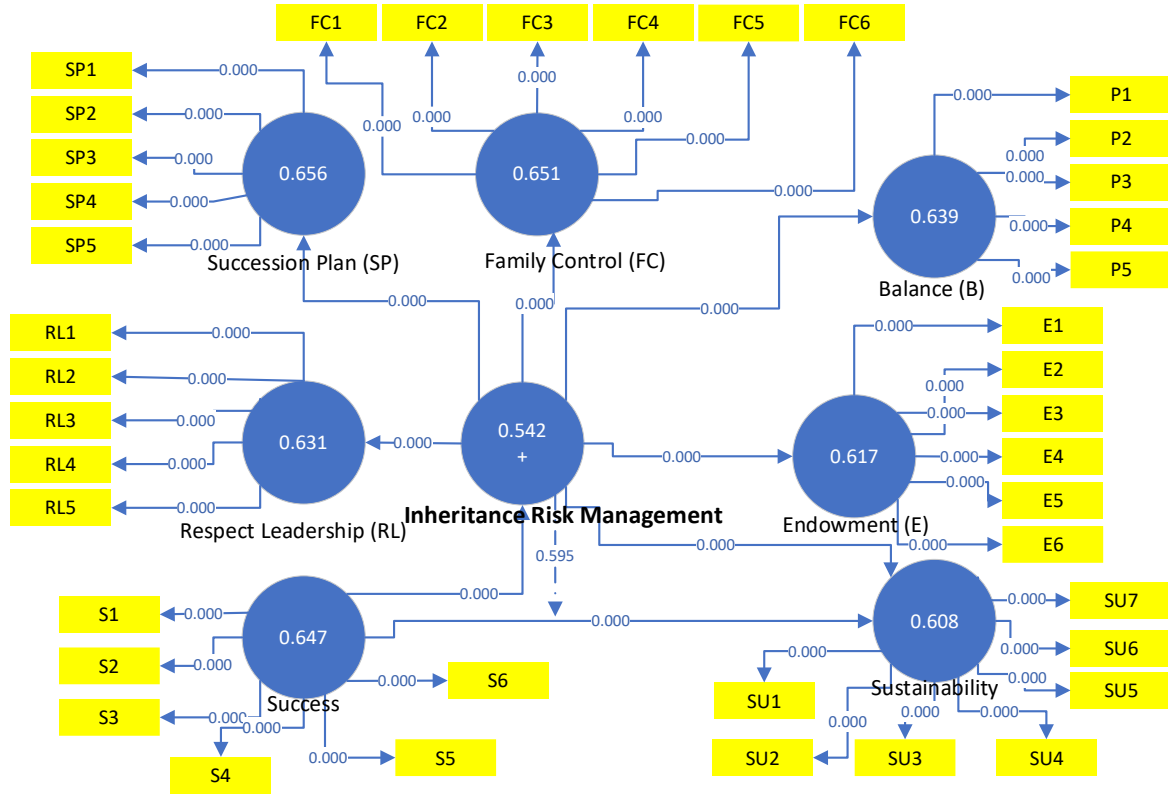 FC1 FC2 FC3 FC4 FC5 FC6
SP1 0.000
SP2 0.000
SP3 0.000
SP4 0.000
SP5 0.000
0.656
Succession Plan (SP)
0.000
0.000
0.000
0.000
0.000
0.000
0.651
Family Control (FC)
0.000 P1
0.000 P2
0.000 P3
0.000 P4
0.000 P5
0.639
Balance (B)
0.000
0.000
0.000
RL1 0.000
RL2 0.000
RL3 0.000
RL4 0.000
RL5 0.000
0.631
Respect Leadership (RL)
0.000
0.542
+
Inheritance Risk Management
0.000
0.617
Endowment (E)
0.000 E1
0.000 E2
0.000 E3
0.000 E4
0.000 E5
0.000 E6
0.595
0.000
0.000
0.000
S1 0.000
S2 0.000
S3 0.000
S4 0.000
0.000 S5
0.000 S6
0.647
Success
0.608
Sustainability
0.000 SU7
0.000 SU6
0.000 SU5
0.000 SU4
0.000 SU3
0.000 SU2
0.000 SU1